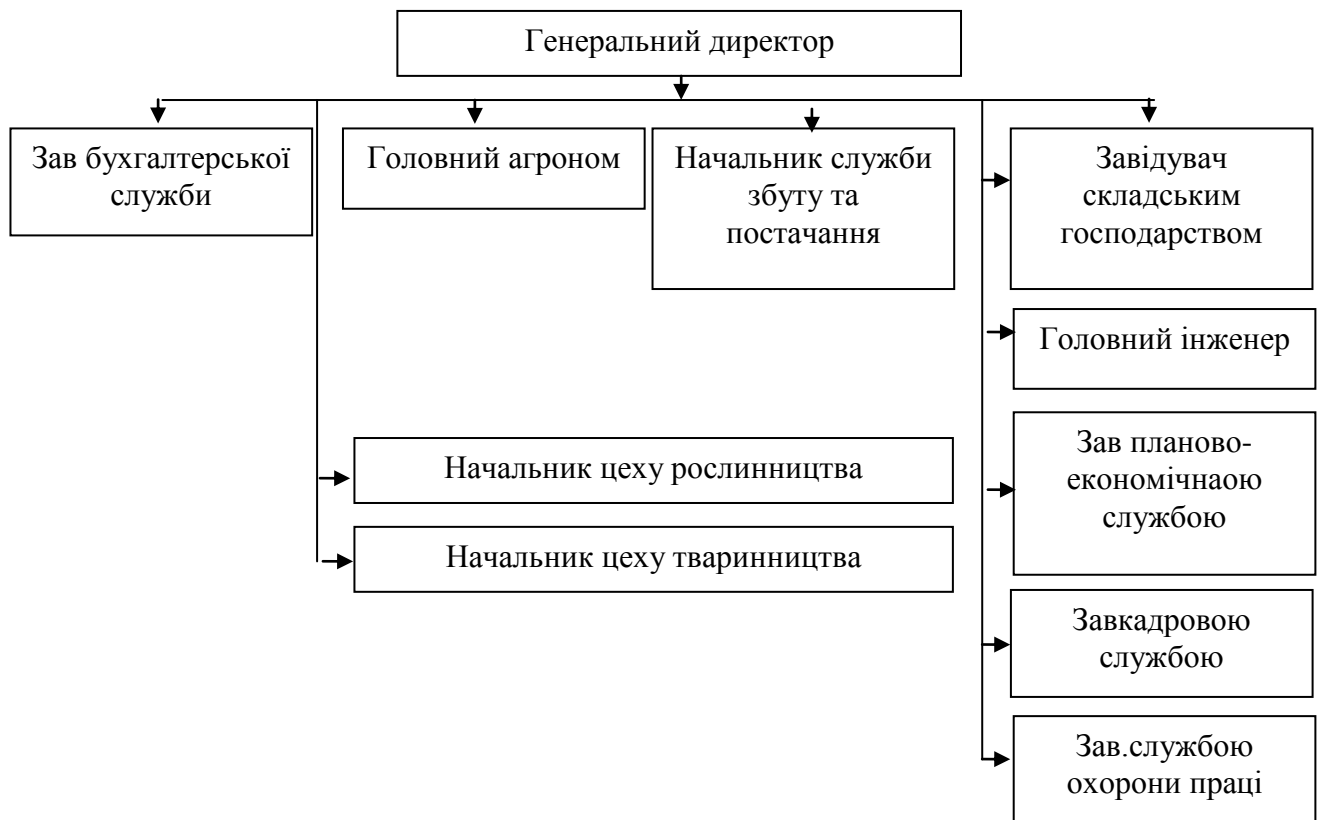 Генеральний директор
Зав бухгалтерської
служби
Головний агроном
Начальник служби
збуту та
постачання
Завідувач
складським
господарством
Головний інженер
Начальник цеху рослинництва
Зав планово-
економічнаою
службою
Начальник цеху тваринництва
Завкадровою
службою
Зав.службою
охорони праці